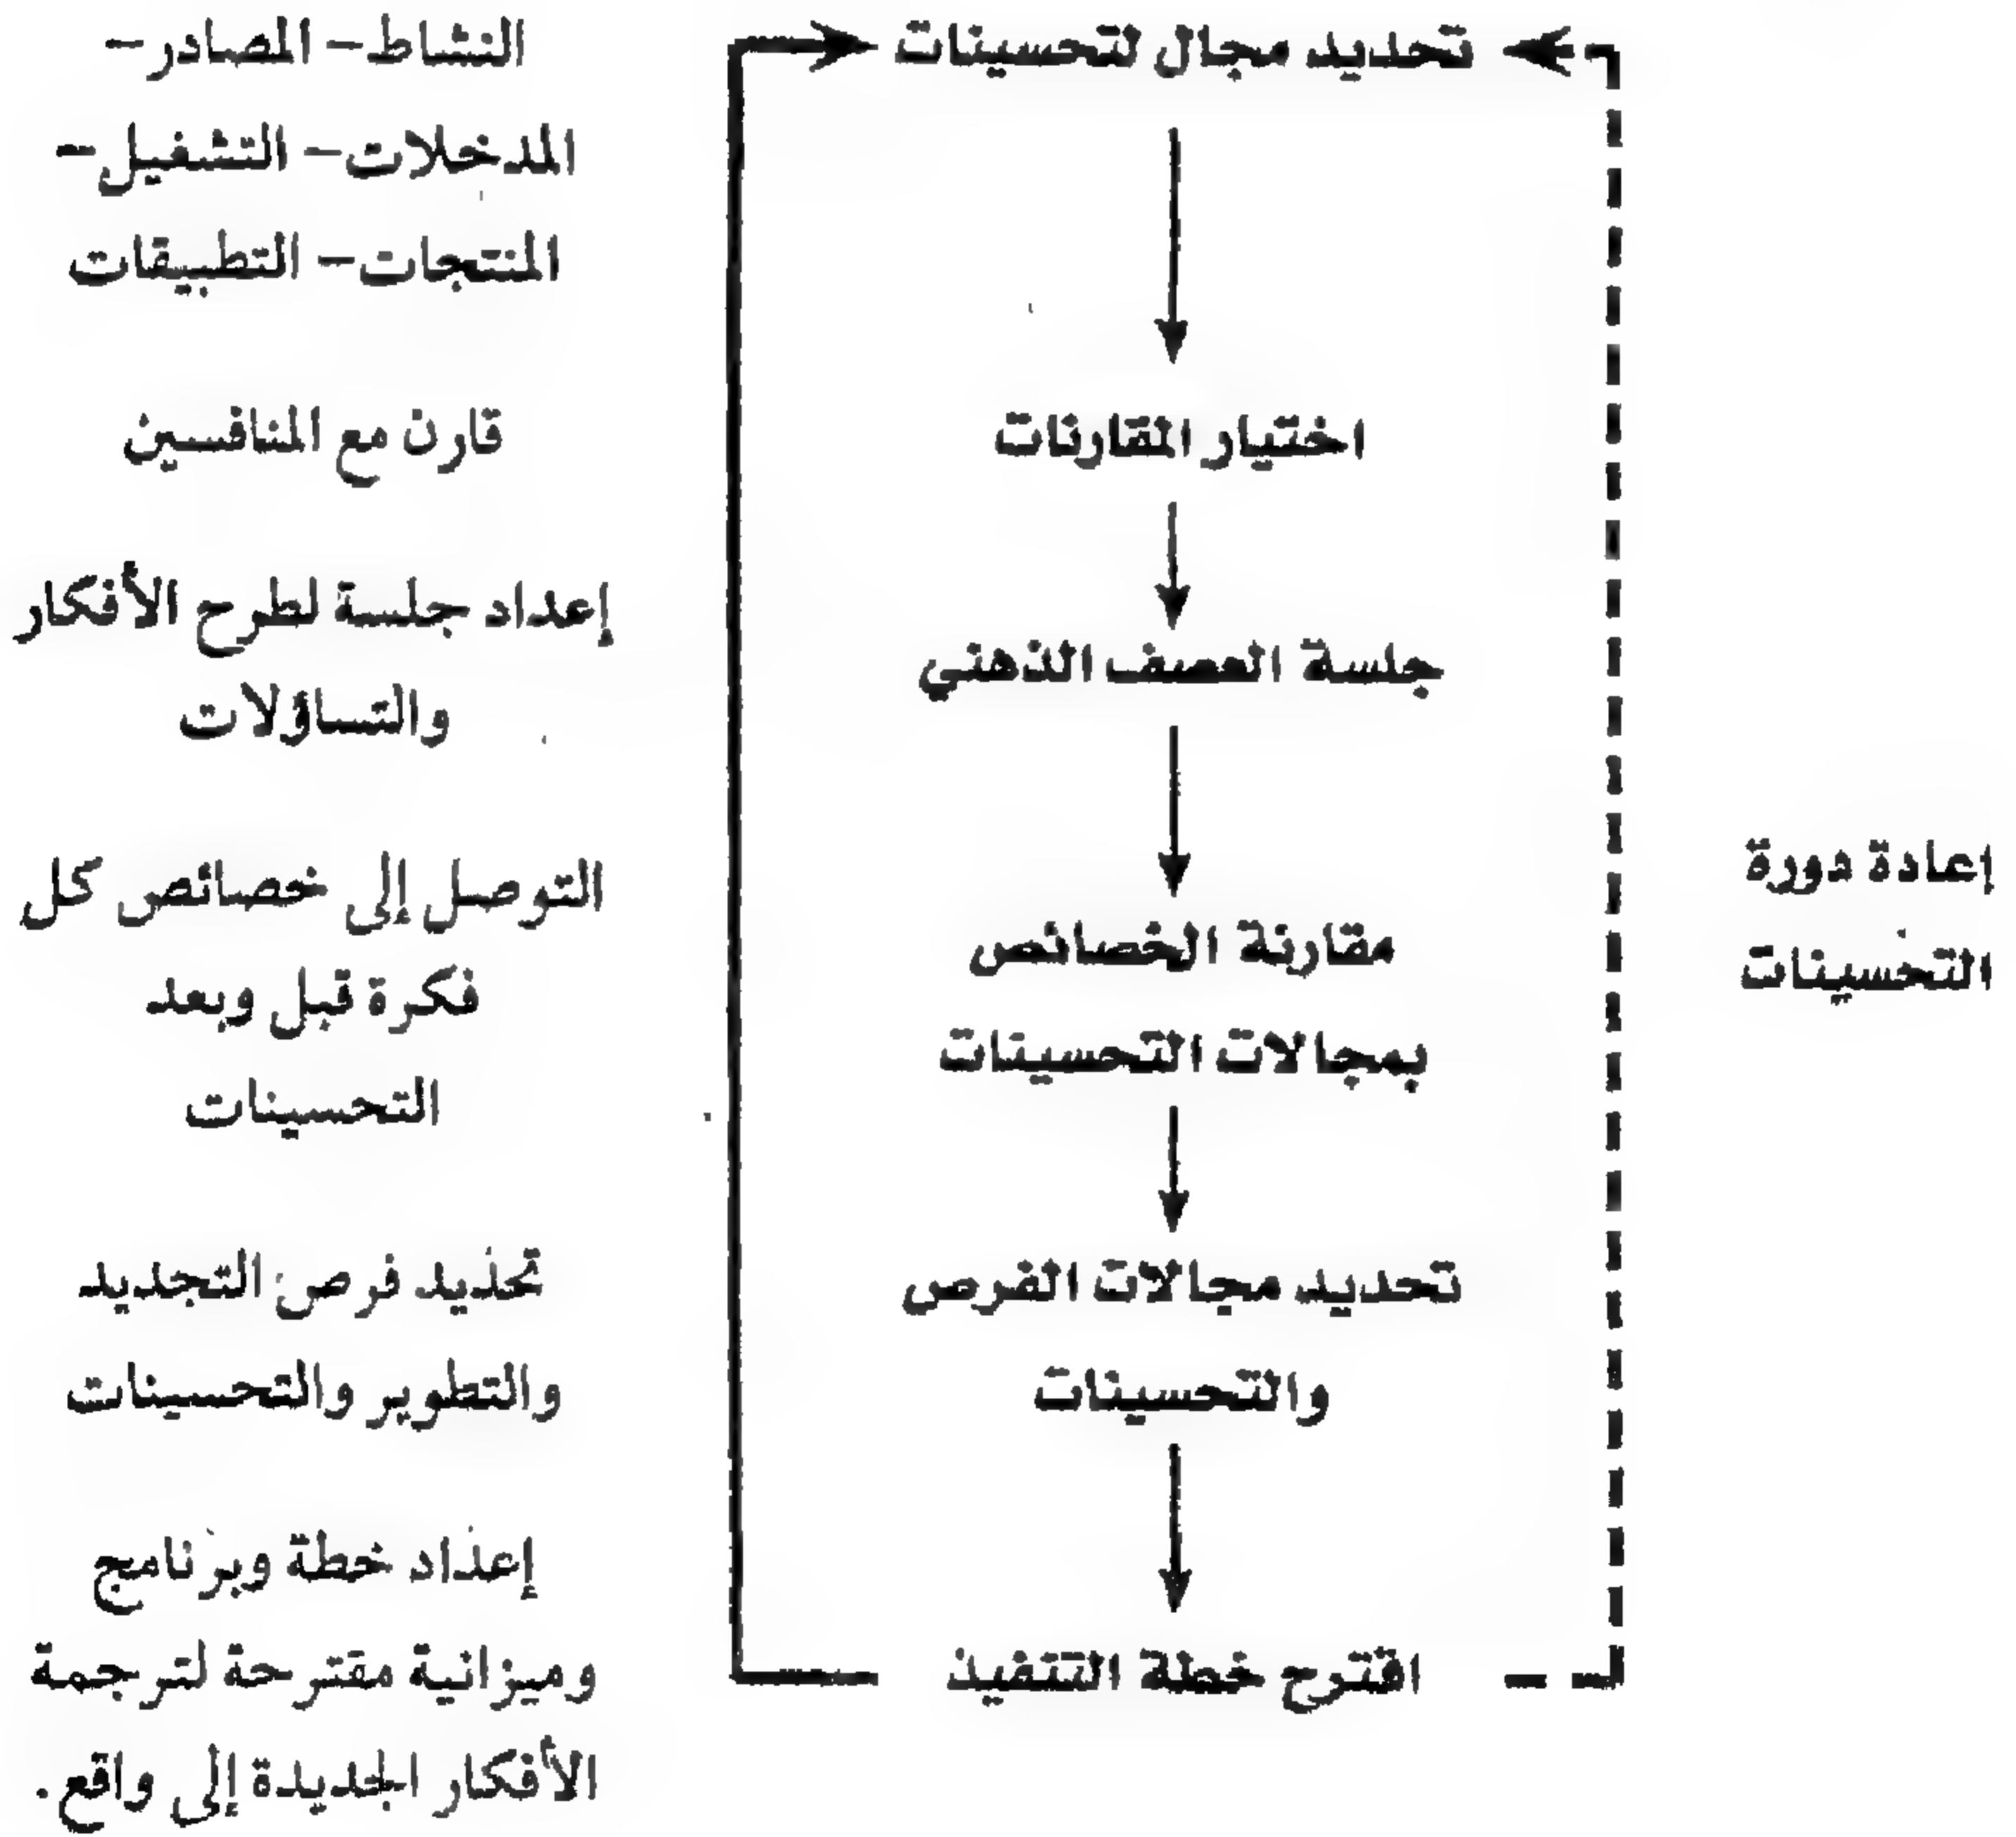 تحديد مجال لتحسينات
اختيار المقارنات
جلسة العصف الذهني
مقارنة الخصائص
بمجالات التحسينات
تحديد مجالات الفرص
والتحسينات
اقترح خطة التنفيذ
إعادة دورة
التحسينات
النشاط - المصادر -
المدخلات - التشغيل -
المنتجات - التطبيقات
قارن مع المنافسين
إعداد جلسة لطرح الأفكار
والتساؤلات
التوصل إلى خصائص كل
فكرة قبل وبعد
التحسينات
تحديد فرص التجديد
والتطوير والتحسينات
إعداد خطة وبرنامج
وميزانية مقترحة لترجمة
الأفكار الجديدة إلى واقع.